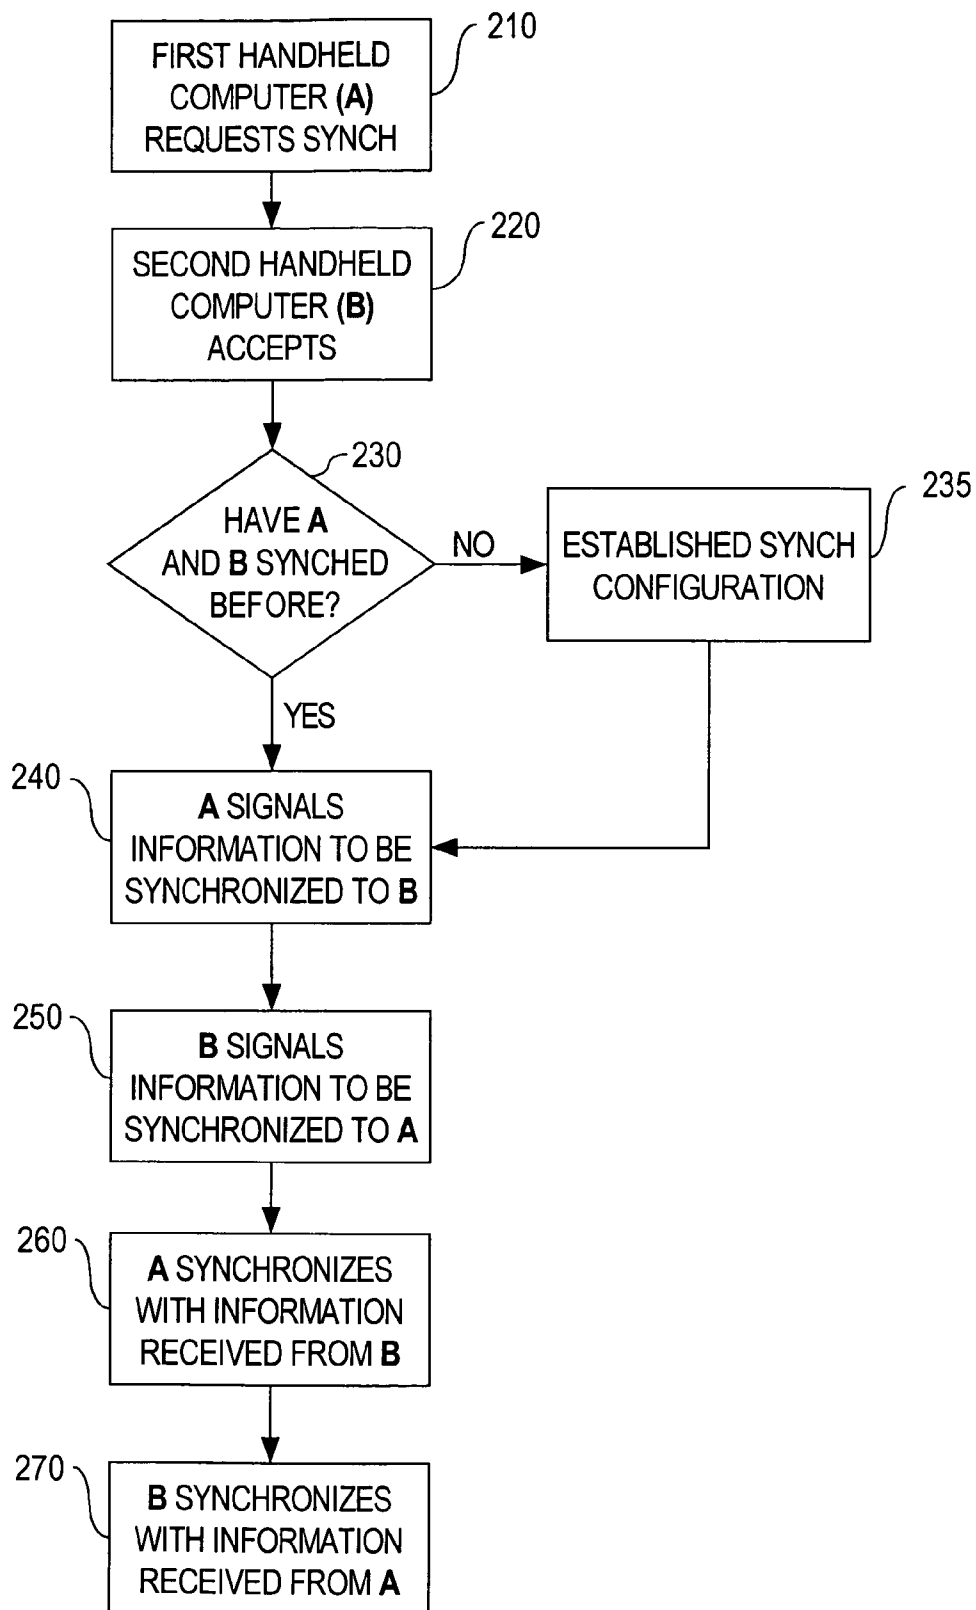 210
FIRST HANDHELD
COMPUTER (A)
REQUESTS SYNCH
220
SECOND HANDHELD
COMPUTER (B)
ACCEPTS
230
HAVE A
AND B SYNCHED
BEFORE?
NO
235
ESTABLISHED SYNCH
CONFIGURATION
YES
240
A SIGNALS
INFORMATION TO BE
SYNCHRONIZED TO B
250
B SIGNALS
INFORMATION TO BE
SYNCHRONIZED TO A
260
A SYNCHRONIZES
WITH INFORMATION
RECEIVED FROM B
270
B SYNCHRONIZES
WITH INFORMATION
RECEIVED FROM A